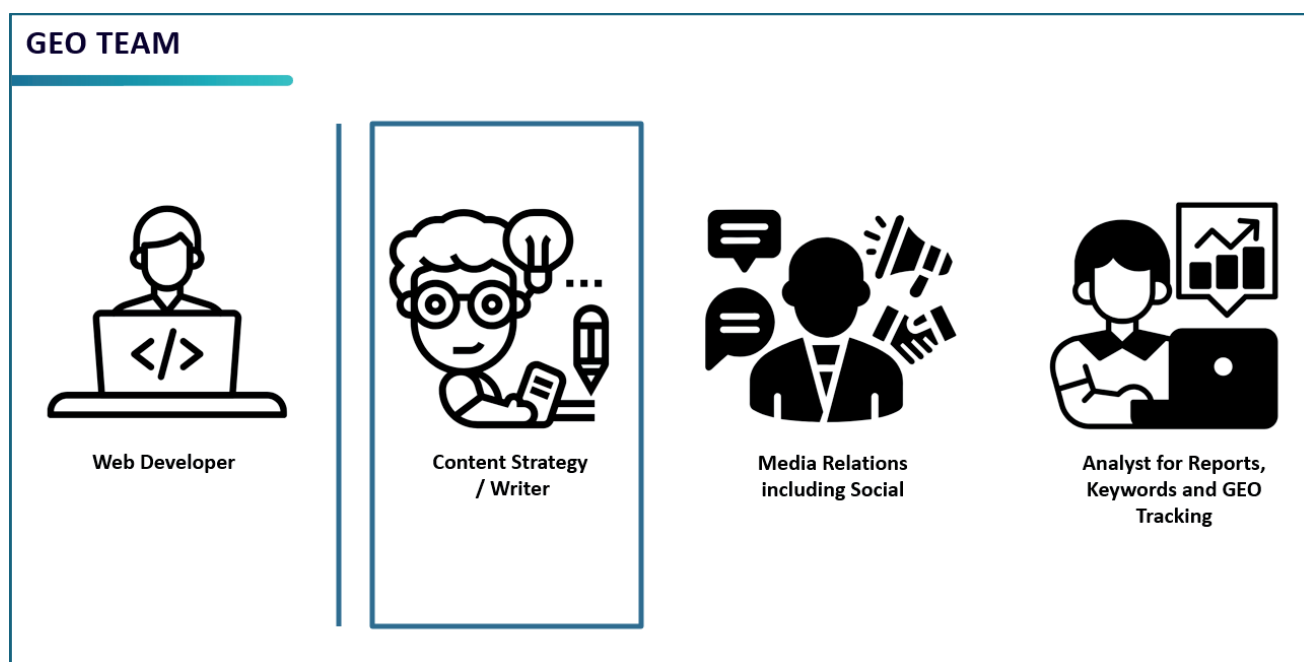 GEO TEAM
</>
Web Developer
Content Strategy
/ Writer
Media Relations
including Social
Analyst for Reports,
Keywords and GEO
Tracking